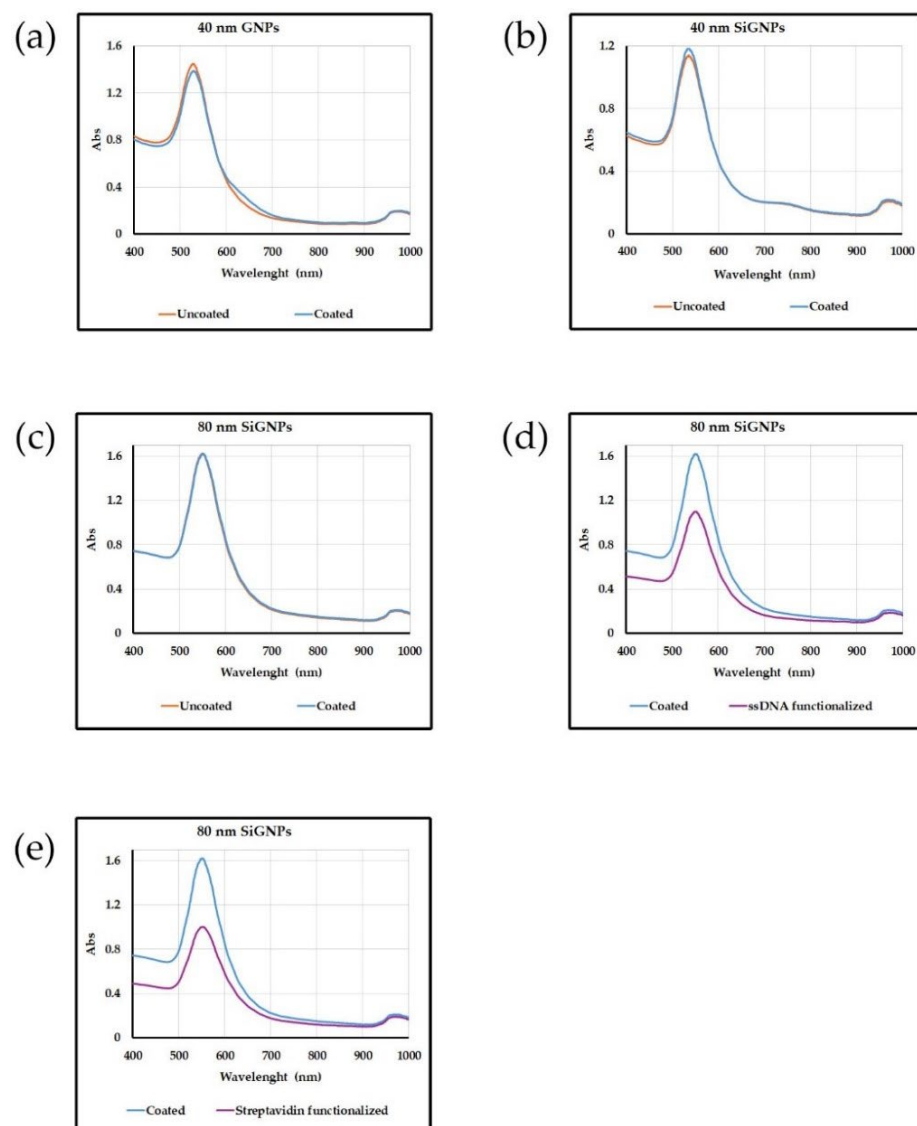 (a)
40 nm GNPs
1.6
1.2
0.8
0.4
0
Abs
400 500 600 700 800 900 1000
Wavelenght (nm)
Uncoated Coated
(b)
40 nm SiGNPs
1.2
0.8
0.4
0
Abs
400 500 600 700 800 900 1000
Wavelenght (nm)
Uncoated Coated
(c)
80 nm SiGNPs
1.6
1.2
0.8
0.4
0
Abs
400 500 600 700 800 900 1000
Wavelenght (nm)
Uncoated Coated
(d)
80 nm SiGNPs
1.6
1.2
0.8
0.4
0
Abs
400 500 600 700 800 900 1000
Wavelenght (nm)
Coated ssDNA functionalized
(e)
80 nm SiGNPs
1.6
1.2
0.8
0.4
0
Abs
400 500 600 700 800 900 1000
Wavelenght (nm)
Coated Streptavidin functionalized